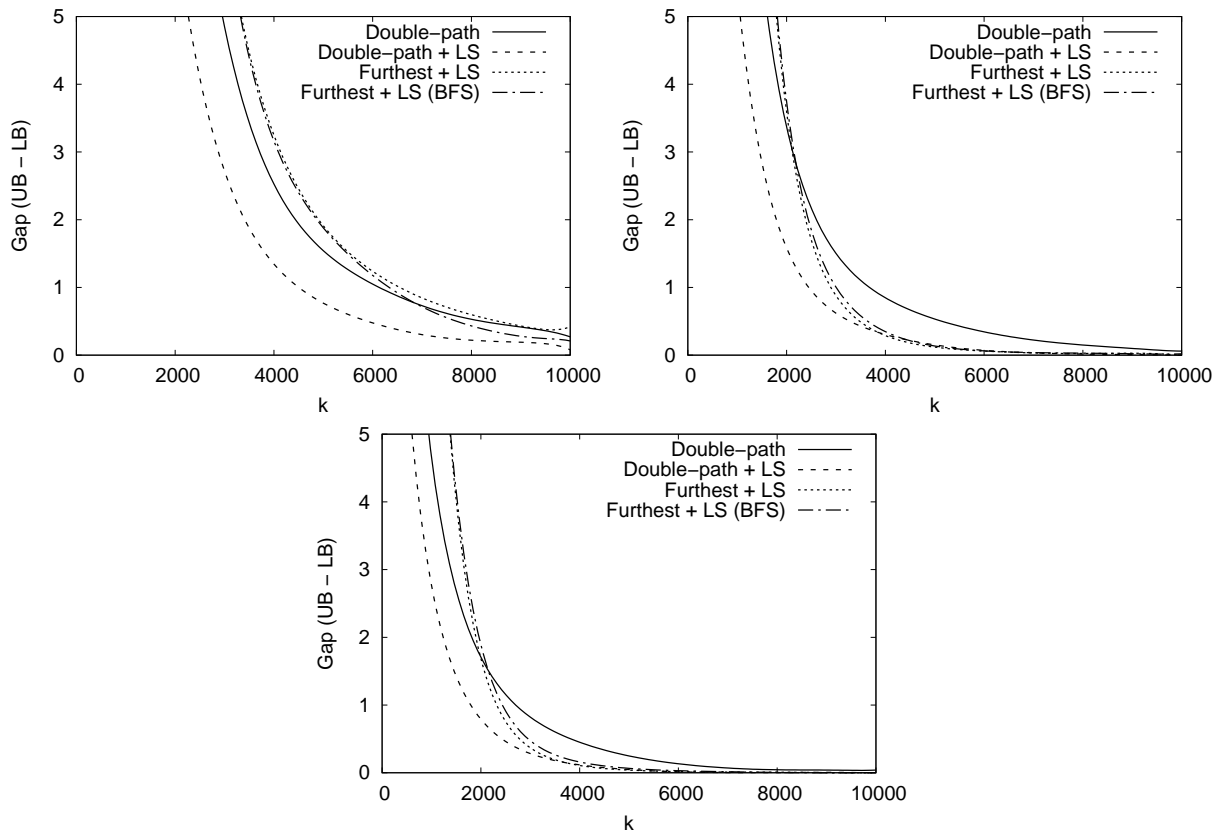 5
4
3
2
1
0
0 2000 4000 6000 8000 10000
Gap (UB − LB)
k
Double−path
Double−path + LS
Furthest + LS
Furthest + LS (BFS)
5
4
3
2
1
0
0 2000 4000 6000 8000 10000
Gap (UB − LB)
k
Double−path
Double−path + LS
Furthest + LS
Furthest + LS (BFS)
5
4
3
2
1
0
0 2000 4000 6000 8000 10000
Gap (UB − LB)
k
Double−path
Double−path + LS
Furthest + LS
Furthest + LS (BFS)